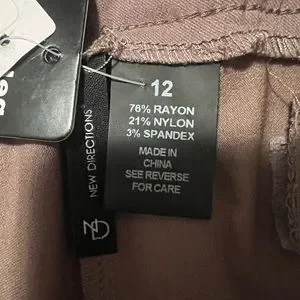 12
76% RAYON
21% NYLON
3% SPANDEX
MADE IN
CHINA
SEE REVERSE
FOR CARE
NEW DIRECTIONS®
ND